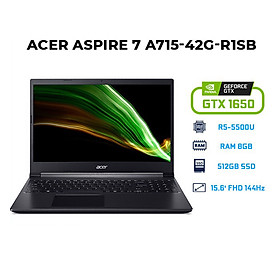 ACER ASPIRE 7 A715-42G-R1SB
NVIDIA
GEFORCE
GTX
GTX 1650
R5-5500U
RAM 8GB
512GB SSD
15.6' FHD 144Hz
acer